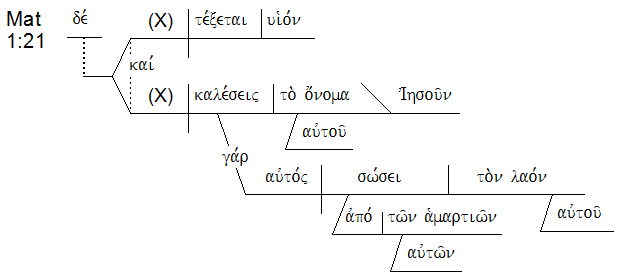 Mat δέ (X) τέξεται υἱόν
1:21
καί
(X) καλέσεις τὸ ὄνομα Ἰησοῦν
αὐτοῦ
γάρ
αὐτός σώσει τὸν λαόν
ἀπό τῶν ἁμαρτιῶν αὐτοῦ
αὐτῶν